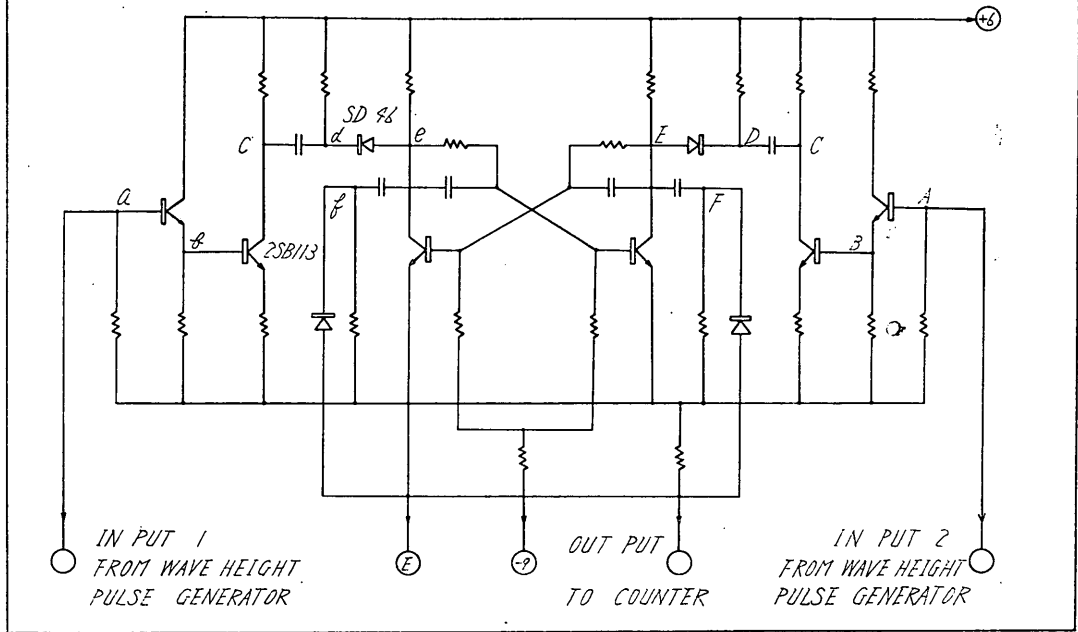 +6
SD 46
C
d
e
E
D
C
a
f
F
A
b
2SB113
B
IN PUT 1
FROM WAVE HEIGHT
PULSE GENERATOR
E
-9
OUT PUT
TO COUNTER
IN PUT 2
FROM WAVE HEIGHT
PULSE GENERATOR